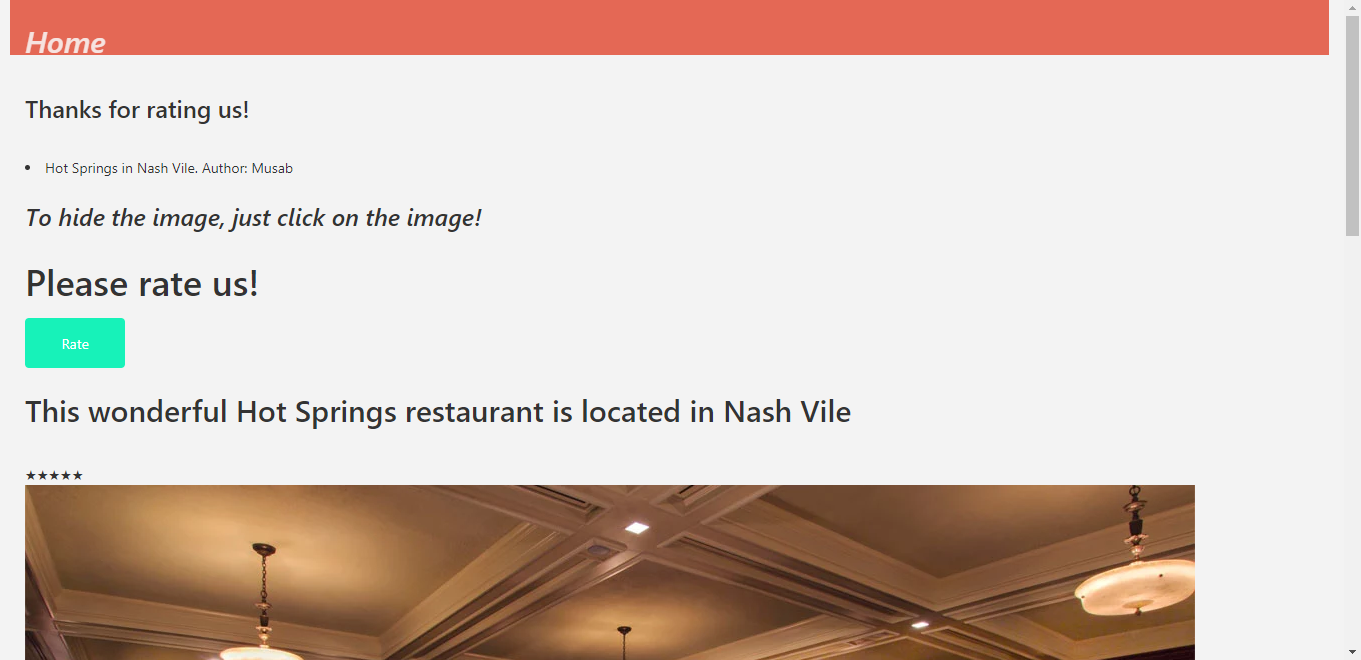 Home
Thanks for rating us!
• Hot Springs in Nash Vile. Author: Musab
To hide the image, just click on the image!
Please rate us!
Rate
This wonderful Hot Springs restaurant is located in Nash Vile
★★★★★